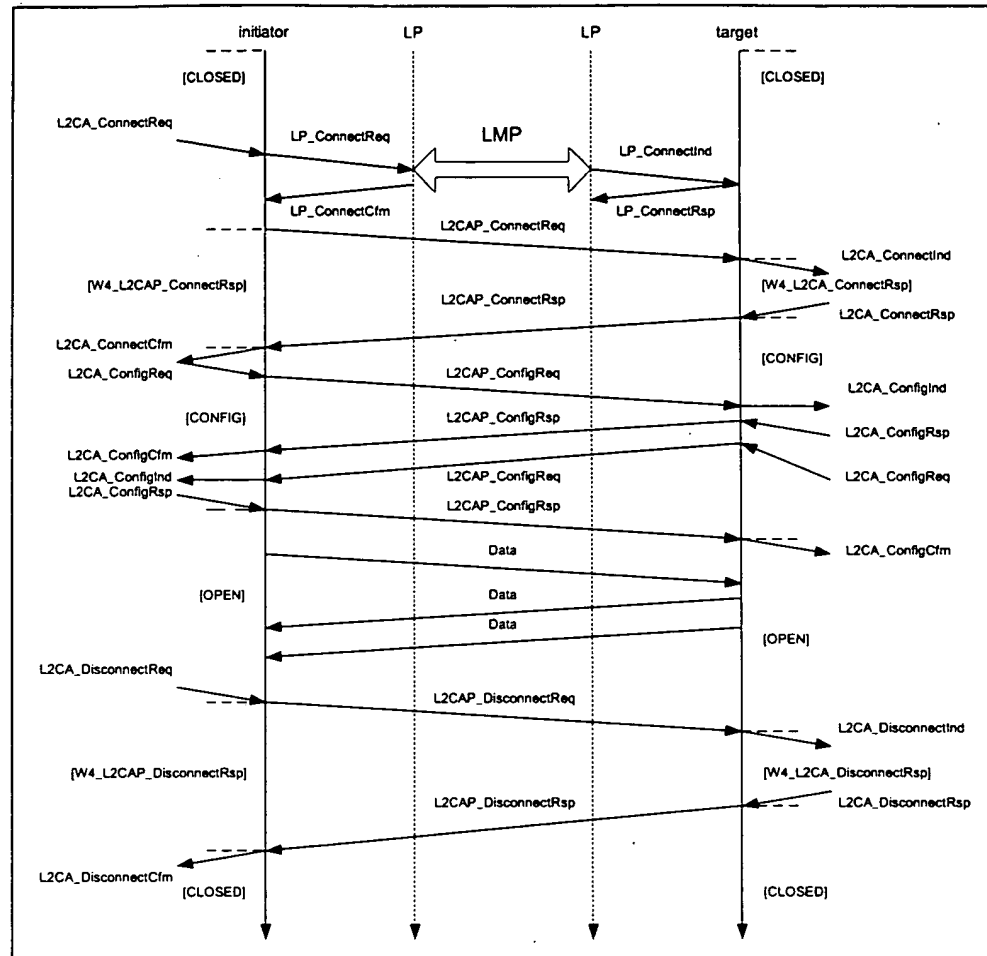 initiator LP LP target
[CLOSED] [CLOSED]
L2CA_ConnectReq
LP_ConnectReq LMP LP_ConnectInd
LP_ConnectCfm LP_ConnectRsp
L2CAP_ConnectReq
L2CA_ConnectInd
[W4_L2CAP_ConnectRsp] [W4_L2CA_ConnectRsp]
L2CAP_ConnectRsp
L2CA_ConnectRsp
L2CA_ConnectCfm
[CONFIG]
L2CA_ConfigReq L2CAP_ConfigReq
L2CA_ConfigInd
[CONFIG] L2CAP_ConfigRsp
L2CA_ConfigRsp
L2CA_ConfigCfm
L2CA_ConfigInd L2CAP_ConfigReq L2CA_ConfigReq
L2CA_ConfigRsp
L2CAP_ConfigRsp
Data L2CA_ConfigCfm
[OPEN] Data
Data
[OPEN]
L2CA_DisconnectReq
L2CAP_DisconnectReq
L2CA_DisconnectInd
[W4_L2CAP_DisconnectRsp] [W4_L2CA_DisconnectRsp]
L2CAP_DisconnectRsp L2CA_DisconnectRsp
L2CA_DisconnectCfm
[CLOSED] [CLOSED]